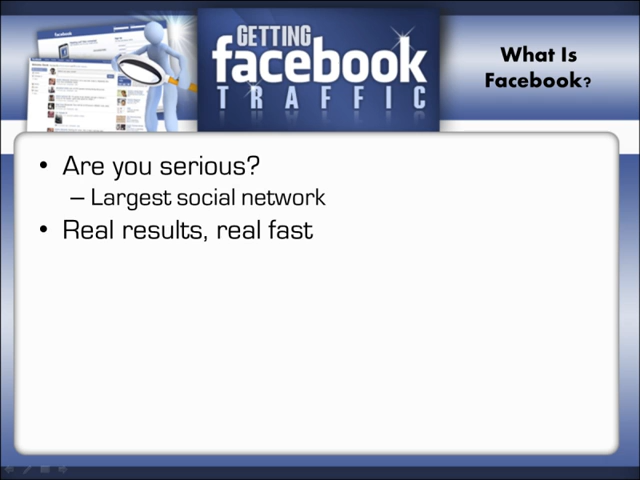 GETTING
facebook
TRAFFIC
What Is
Facebook?
• Are you serious?
– Largest social network
• Real results, real fast